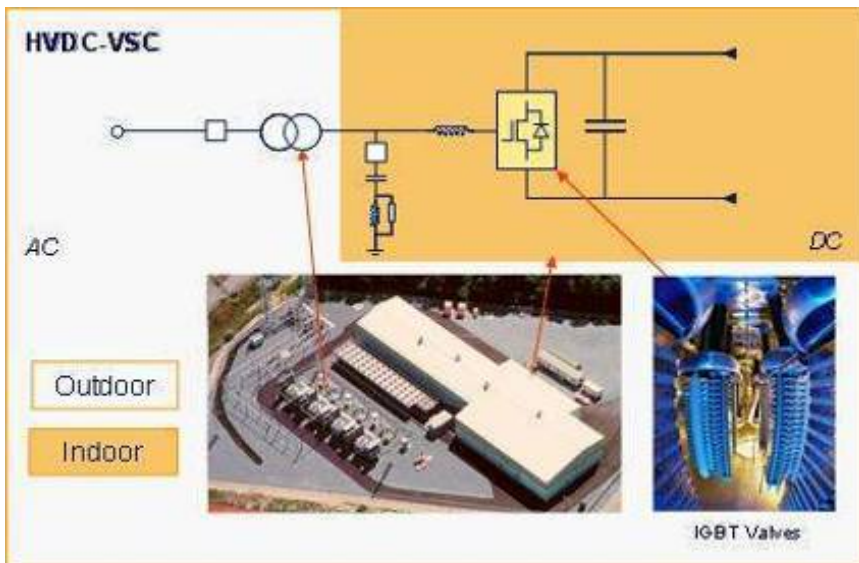 HVDC-VSC
AC
DC
Outdoor
Indoor
IGBT Valves